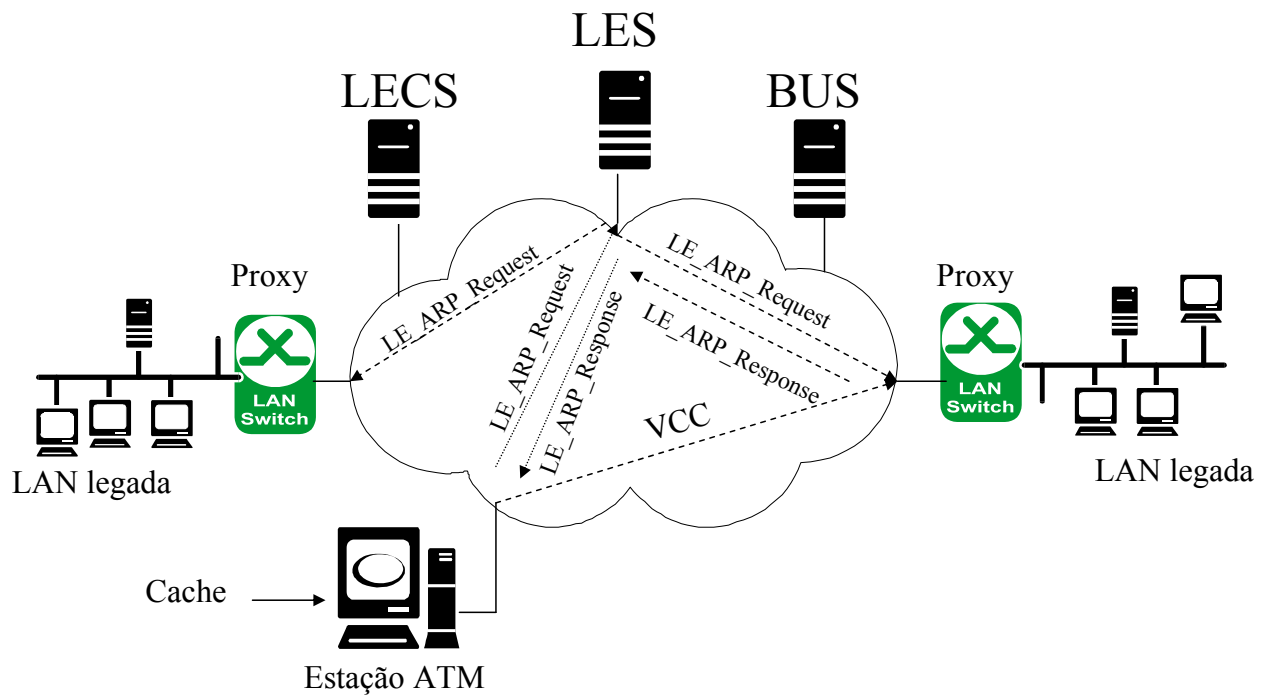 LES
LECS
BUS
Proxy
LE_ARP_Request
LE_ARP_Request
LE_ARP_Response
LE_ARP_Request
LE_ARP_Response
VCC
Proxy
LAN
Switch
LAN
Switch
LAN legada
LAN legada
Cache
Estação ATM